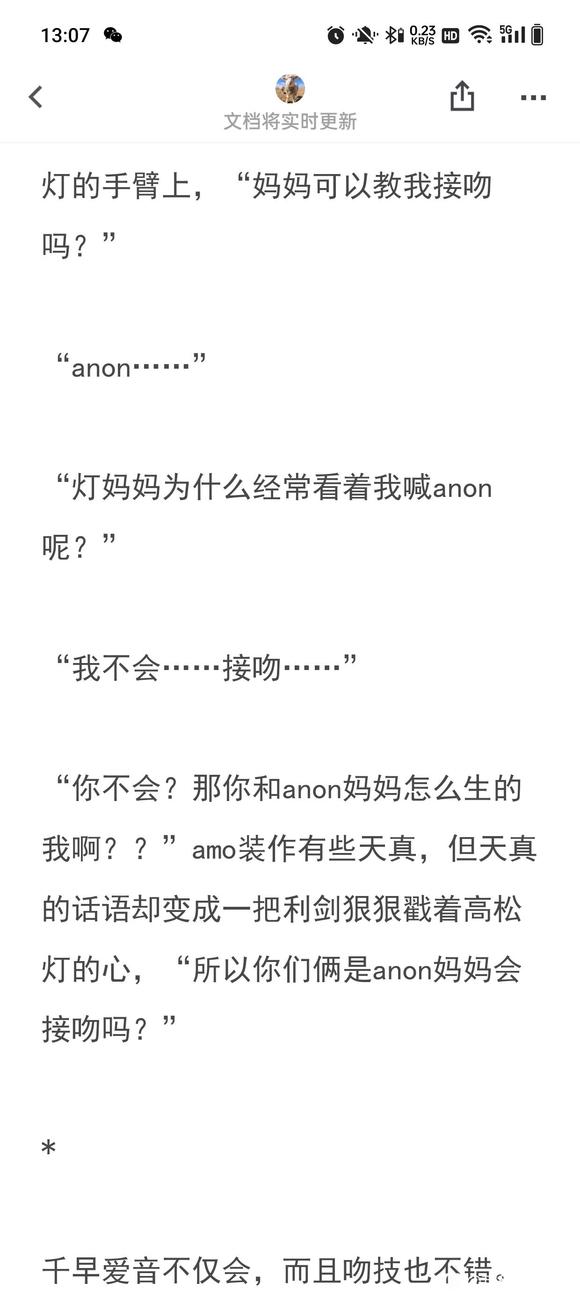 13:07
0.23
KB/S
HD
5G
文档将实时更新
灯的手臂上，“妈妈可以教我接吻
吗？”
“anon……”
“灯妈妈为什么经常看着我喊anon
呢？”
“我不会……接吻……”
“你不会？那你和anon妈妈怎么生的
我啊？？”amo装作有些天真，但天真
的话语却变成一把利剑狠狠戳着高松
灯的心，“所以你们俩是anon妈妈会
接吻吗？”
*
千早爱音不仅会，而且吻技也不错。